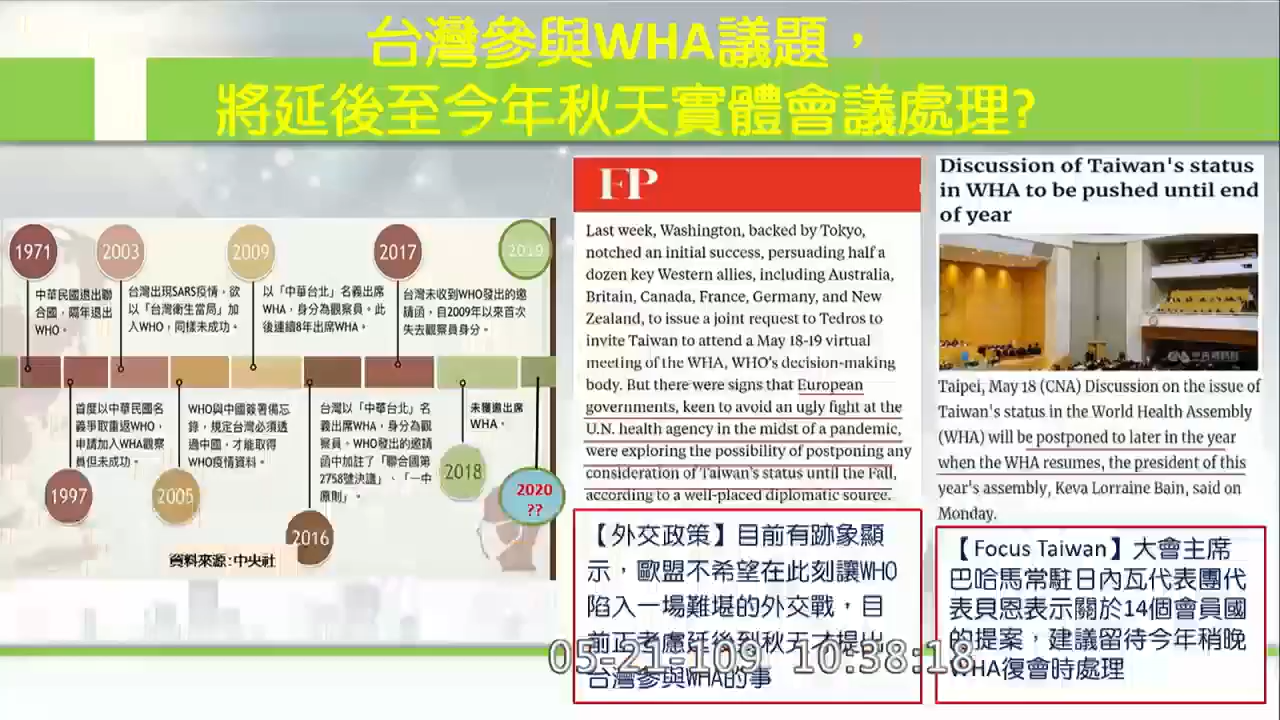 台灣參與WHA議題，
將延後至今年秋天實體會議處理?
1971
2003
2009
2017
2019
中華民國退出聯
合國，兩年退出
WHO。
台灣出現SARS疫情，欲
以「台灣衛生當局」加
入WHO，同樣未成功。
以「中華台北」名義出席
WHA，身分為觀察員。此
後連續8年出席WHA。
台灣未收到WHO發出的邀
請函，自2009年以來首次
失去觀察員身分。
首度以中華民國名
義爭取重返WHO，
申請加入WHA觀察
員但未成功。
WHO與中國簽署備忘
錄，規定台灣必須透
過中國，才能取得
WHO疫情資料。
台灣以「中華台北」名
義出席WHA，身分為觀
察員。WHO發出的邀請
函中加註了「聯合國第
2758號決議」、「一中
原則」。
未獲邀出席
WHA。
1997
2005
2016
2018
2020
??
資料來源:中央社
FP
Last week, Washington, backed by Tokyo,
notched an initial success, persuading half a
dozen key Western allies, including Australia,
Britain, Canada, France, Germany, and New
Zealand, to issue a joint request to Tedros to
invite Taiwan to attend a May 18-19 virtual
meeting of the WHA, WHO's decision-making
body. But there were signs that European
governments, keen to avoid an ugly fight at the
U.N. health agency in the midst of a pandemic,
were exploring the possibility of postponing any
consideration of Taiwan's status until the Fall,
according to a well-placed diplomatic source.
【外交政策】目前有跡象顯
示，歐盟不希望在此刻讓WHO
陷入一場難堪的外交戰，目
前正考慮延後到秋天才提出
台灣參與WHA的事
Discussion of Taiwan's status
in WHA to be pushed until end
of year
中央通訊社
Taipei, May 18 (CNA) Discussion on the issue of
Taiwan's status in the World Health Assembly
(WHA) will be postponed to later in the year
when the WHA resumes, the president of this
year's assembly, Keva Lorraine Bain, said on
Monday.
【Focus Taiwan】大會主席
巴哈馬常駐日內瓦代表團代
表貝恩表示關於14個會員國
的提案，建議留待今年稍晚
WHA復會時處理
05-21-109 10:38:18